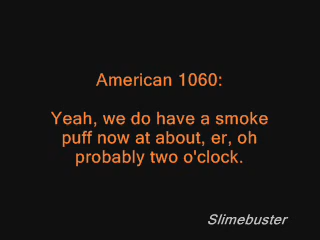 American 1060:
Yeah, we do have a smoke
puff now at about, er, oh
probably two o'clock.
Slimebuster